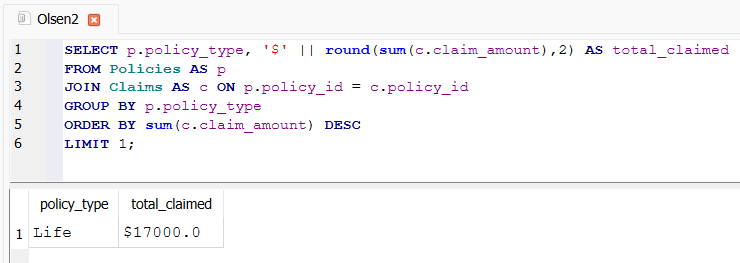 Olsen2
1 SELECT p.policy_type, '$' || round(sum(c.claim_amount),2) AS total_claimed
2 FROM Policies AS p
3 JOIN Claims AS c ON p.policy_id = c.policy_id
4 GROUP BY p.policy_type
5 ORDER BY sum(c.claim_amount) DESC
6 LIMIT 1;
policy_type total_claimed
1 Life $17000.0